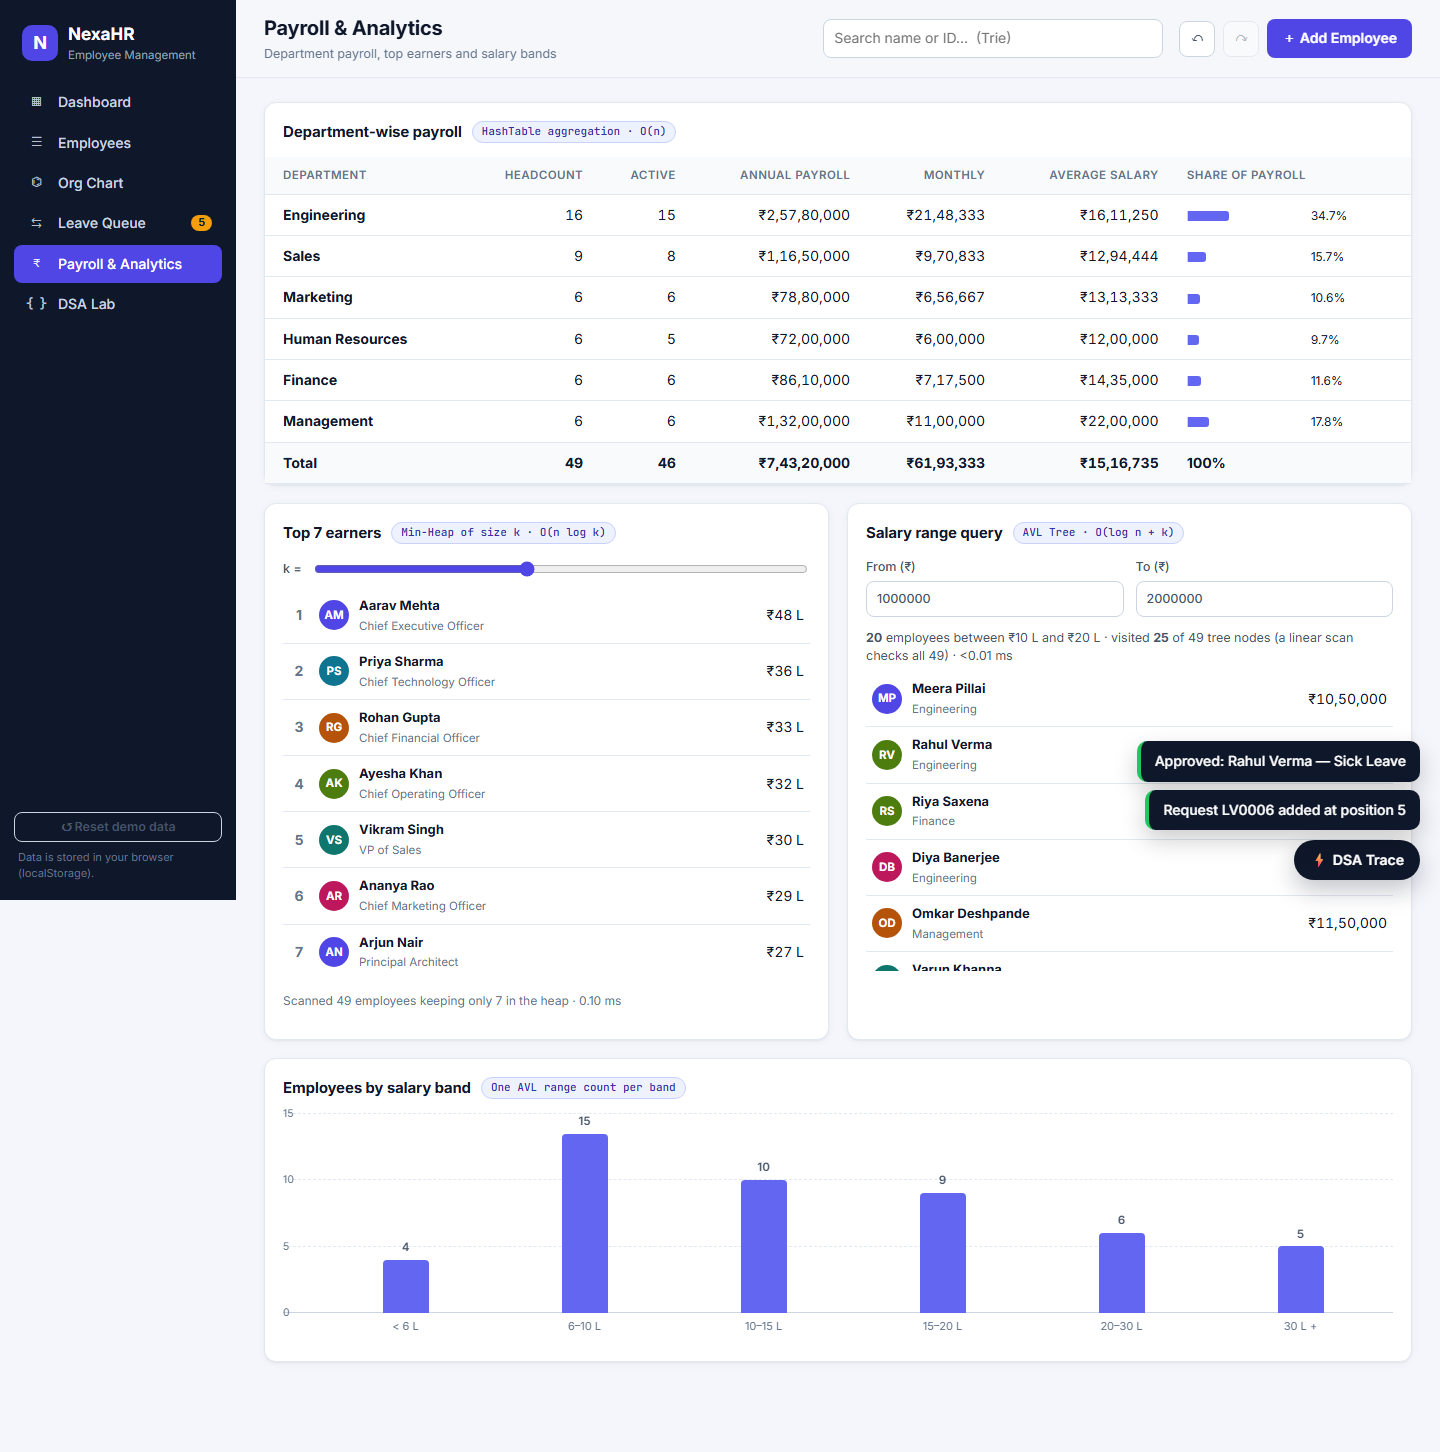 N
NexaHR
Employee Management
Dashboard
Employees
Org Chart
Leave Queue
5
₹ Payroll & Analytics
{ } DSA Lab
↺ Reset demo data
Data is stored in your browser
(localStorage).
Payroll & Analytics
Department payroll, top earners and salary bands
Search name or ID... (Trie)
+ Add Employee
Department-wise payroll
HashTable aggregation · O(n)
DEPARTMENT HEADCOUNT ACTIVE ANNUAL PAYROLL MONTHLY AVERAGE SALARY SHARE OF PAYROLL
Engineering 16 15 ₹2,57,80,000 ₹21,48,333 ₹16,11,250 34.7%
Sales 9 8 ₹1,16,50,000 ₹9,70,833 ₹12,94,444 15.7%
Marketing 6 6 ₹78,80,000 ₹6,56,667 ₹13,13,333 10.6%
Human Resources 6 5 ₹72,00,000 ₹6,00,000 ₹12,00,000 9.7%
Finance 6 6 ₹86,10,000 ₹7,17,500 ₹14,35,000 11.6%
Management 6 6 ₹1,32,00,000 ₹11,00,000 ₹22,00,000 17.8%
Total 49 46 ₹7,43,20,000 ₹61,93,333 ₹15,16,735 100%
Top 7 earners
Min-Heap of size k · O(n log k)
k =
1 AM Aarav Mehta ₹48 L
Chief Executive Officer
2 PS Priya Sharma ₹36 L
Chief Technology Officer
3 RG Rohan Gupta ₹33 L
Chief Financial Officer
4 AK Ayesha Khan ₹32 L
Chief Operating Officer
5 VS Vikram Singh ₹30 L
VP of Sales
6 AR Ananya Rao ₹29 L
Chief Marketing Officer
7 AN Arjun Nair ₹27 L
Principal Architect
Scanned 49 employees keeping only 7 in the heap · 0.10 ms
Salary range query
AVL Tree · O(log n + k)
From (₹) To (₹)
1000000 2000000
20 employees between ₹10 L and ₹20 L · visited 25 of 49 tree nodes (a linear scan
checks all 49) · <0.01 ms
MP Meera Pillai ₹10,50,000
Engineering
RV Rahul Verma
Engineering
RS Riya Saxena
Finance
DB Diya Banerjee
Engineering
OD Omkar Deshpande ₹11,50,000
Management
Varun Khanna
Approved: Rahul Verma — Sick Leave
Request LV0006 added at position 5
DSA Trace
Employees by salary band
One AVL range count per band
15
10
5
0
4
15
10
9
6
5
< 6 L
6–10 L
10–15 L
15–20 L
20–30 L
30 L +